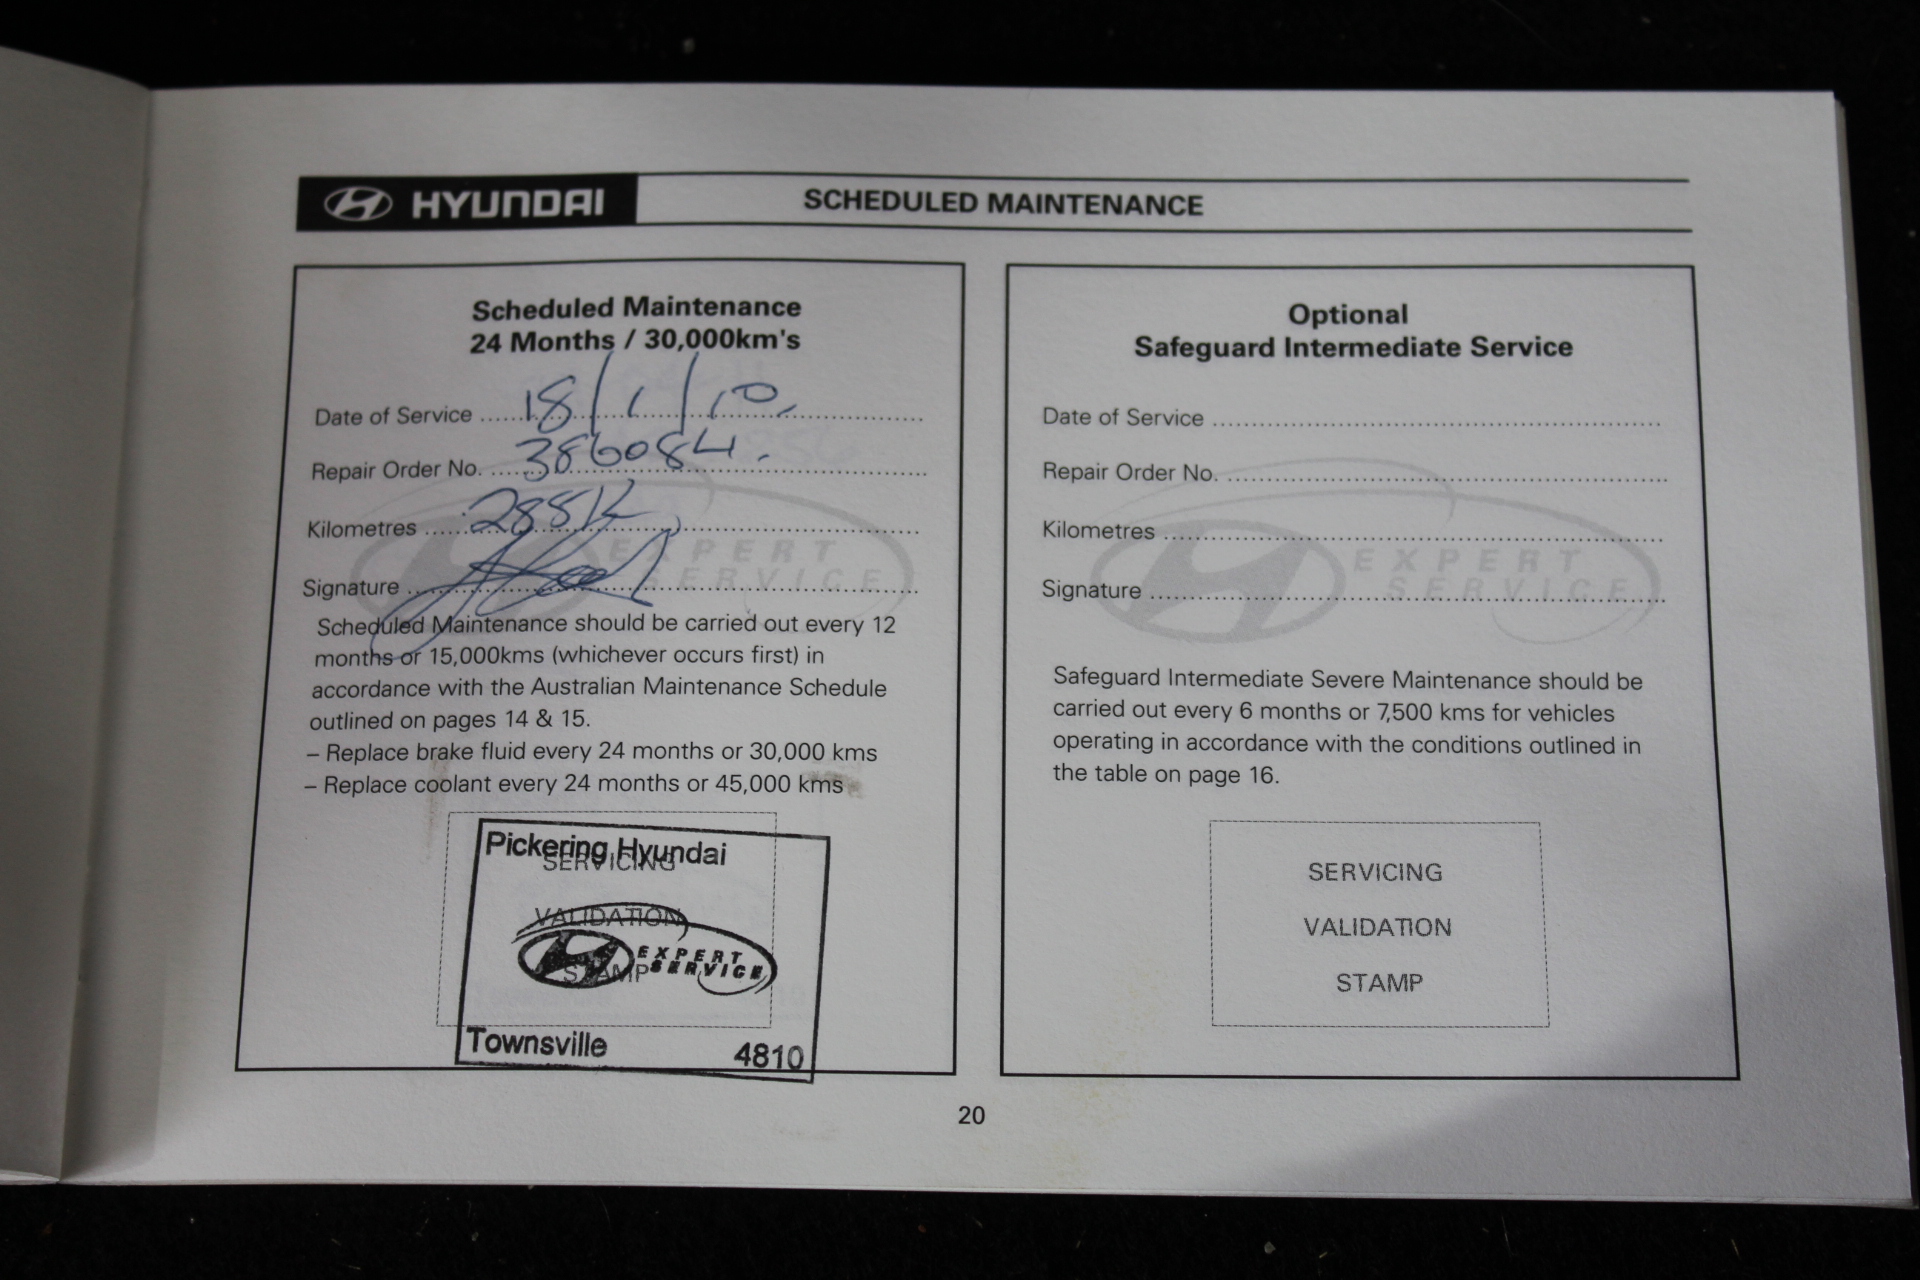 HYUNDAI
SCHEDULED MAINTENANCE
Scheduled Maintenance
24 Months / 30,000km's
Date of Service 18/1/10.
Repair Order No. 386084.
Kilometres 288K
Signature
EXPERT
SERVICE
Scheduled Maintenance should be carried out every 12
months or 15,000kms (whichever occurs first) in
accordance with the Australian Maintenance Schedule
outlined on pages 14 & 15.
– Replace brake fluid every 24 months or 30,000 kms
– Replace coolant every 24 months or 45,000 kms
Pickering Hyundai
SERVICING
VALIDATION
STAMP
EXPERT
SERVICE
Townsville 4810
Optional
Safeguard Intermediate Service
Date of Service
Repair Order No.
Kilometres
Signature
EXPERT
SERVICE
Safeguard Intermediate Severe Maintenance should be
carried out every 6 months or 7,500 kms for vehicles
operating in accordance with the conditions outlined in
the table on page 16.
SERVICING
VALIDATION
STAMP
20